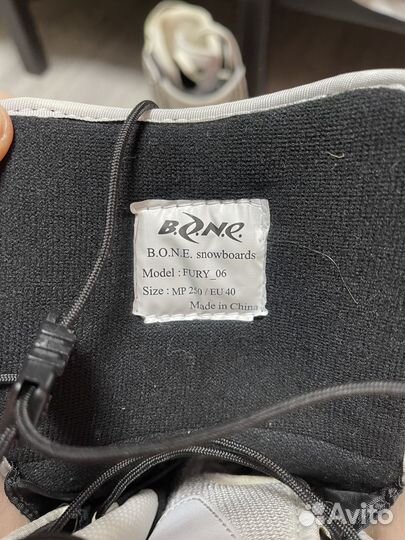 B.O.N.E.
B.O.N.E. snowboards
Model : FURY_06
Size : MP 250 / EU 40
Made in China
Avito